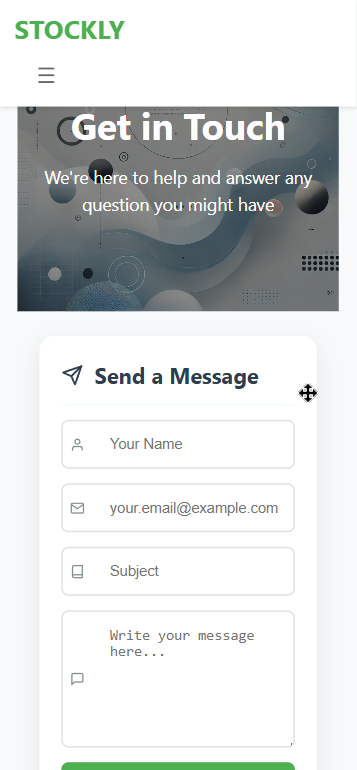 STOCKLY
☰
Get in Touch
We're here to help and answer any
question you might have
Send a Message
Your Name
your.email@example.com
Subject
Write your message
here...